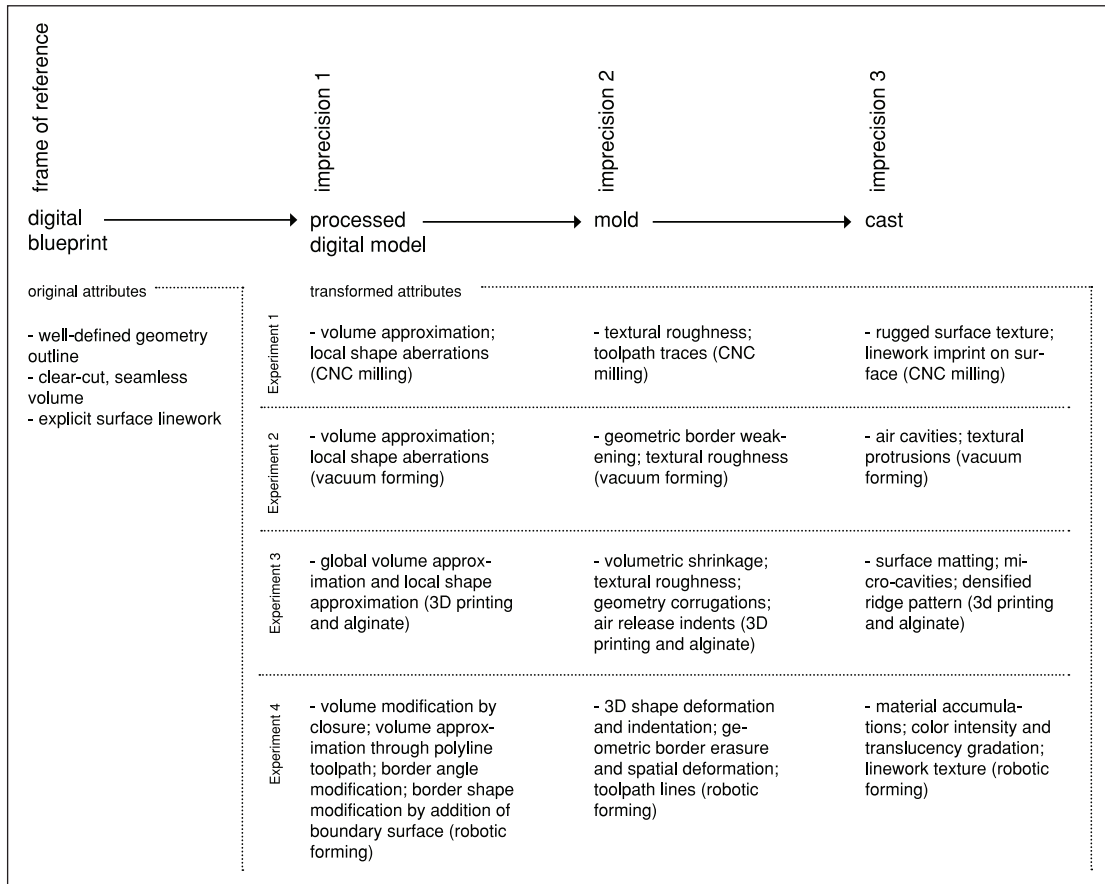 frame of reference
imprecision 1
imprecision 2
imprecision 3
digital
blueprint
processed
digital model
mold
cast
original attributes
- well-defined geometry
outline
- clear-cut, seamless
volume
- explicit surface linework
transformed attributes
Experiment 1
- volume approximation;
local shape aberrations
(CNC milling)
- textural roughness;
toolpath traces (CNC
milling)
- rugged surface texture;
linework imprint on sur-
face (CNC milling)
Experiment 2
- volume approximation;
local shape aberrations
(vacuum forming)
- geometric border weak-
ening; textural roughness
(vacuum forming)
- air cavities; textural
protrusions (vacuum
forming)
Experiment 3
- global volume approx-
imation and local shape
approximation (3D printing
and alginate)
- volumetric shrinkage;
textural roughness;
geometry corrugations;
air release indents (3D
printing and alginate)
- surface matting; mi-
cro-cavities; densified
ridge pattern (3d printing
and alginate)
Experiment 4
- volume modification by
closure; volume approx-
imation through polyline
toolpath; border angle
modification; border shape
modification by addition of
boundary surface (robotic
forming)
- 3D shape deformation
and indentation; ge-
ometric border erasure
and spatial deformation;
toolpath lines (robotic
forming)
- material accumula-
tions; color intensity and
translucency gradation;
linework texture (robotic
forming)